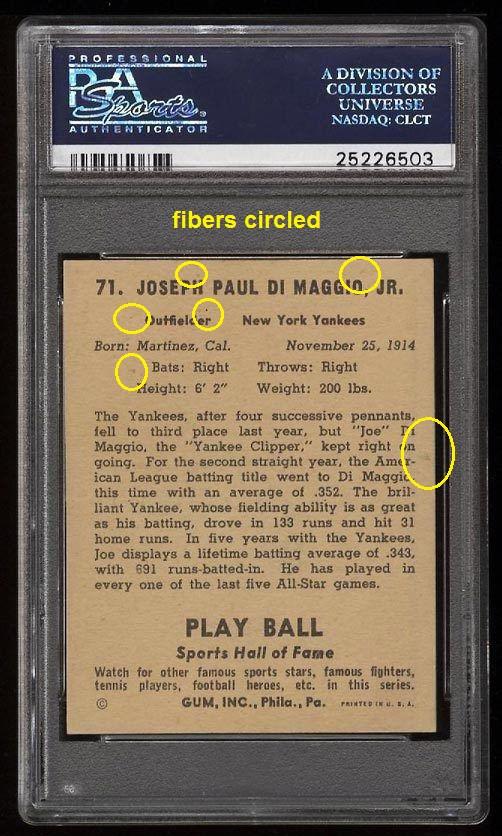 PROFESSIONAL
PSA
Sports
AUTHENTICATOR
A DIVISION OF
COLLECTORS
UNIVERSE
NASDAQ: CLCT
25226503
fibers circled
71. JOSEPH PAUL DI MAGGIO, JR.
Outfielder New York Yankees
Born: Martinez, Cal. November 25, 1914
Bats: Right Throws: Right
Height: 6' 2" Weight: 200 lbs.
The Yankees, after four successive pennants,
fell to third place last year, but "Joe" Di
Maggio, the "Yankee Clipper," kept right on
going. For the second straight year, the Amer-
ican League batting title went to Di Maggio,
this time with an average of .352. The bril-
liant Yankee, whose fielding ability is as great
as his batting, drove in 133 runs and hit 31
home runs. In five years with the Yankees,
Joe displays a lifetime batting average of .343,
with 691 runs-batted-in. He has played in
every one of the last five All-Star games.
PLAY BALL
Sports Hall of Fame
Watch for other famous sports stars, famous fighters,
tennis players, football heroes, etc. in this series.
© GUM, INC., Phila., Pa. PRINTED IN U. S. A.